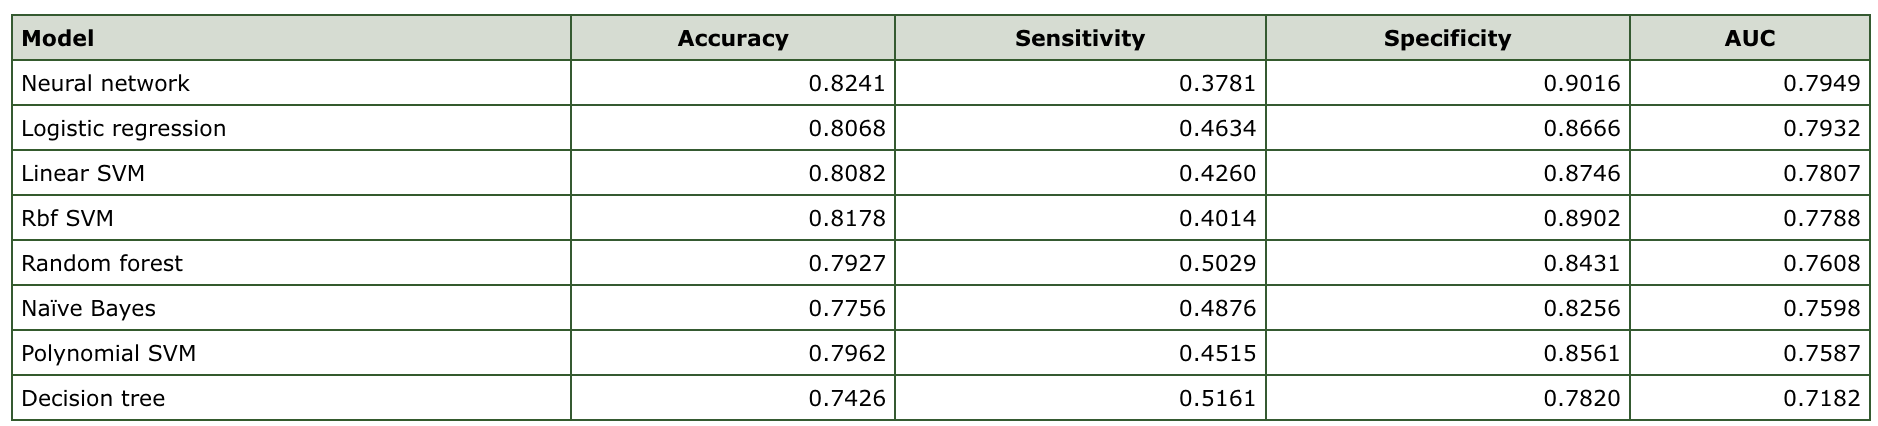 Model Accuracy Sensitivity Specificity AUC
Neural network 0.8241 0.3781 0.9016 0.7949
Logistic regression 0.8068 0.4634 0.8666 0.7932
Linear SVM 0.8082 0.4260 0.8746 0.7807
Rbf SVM 0.8178 0.4014 0.8902 0.7788
Random forest 0.7927 0.5029 0.8431 0.7608
Naïve Bayes 0.7756 0.4876 0.8256 0.7598
Polynomial SVM 0.7962 0.4515 0.8561 0.7587
Decision tree 0.7426 0.5161 0.7820 0.7182